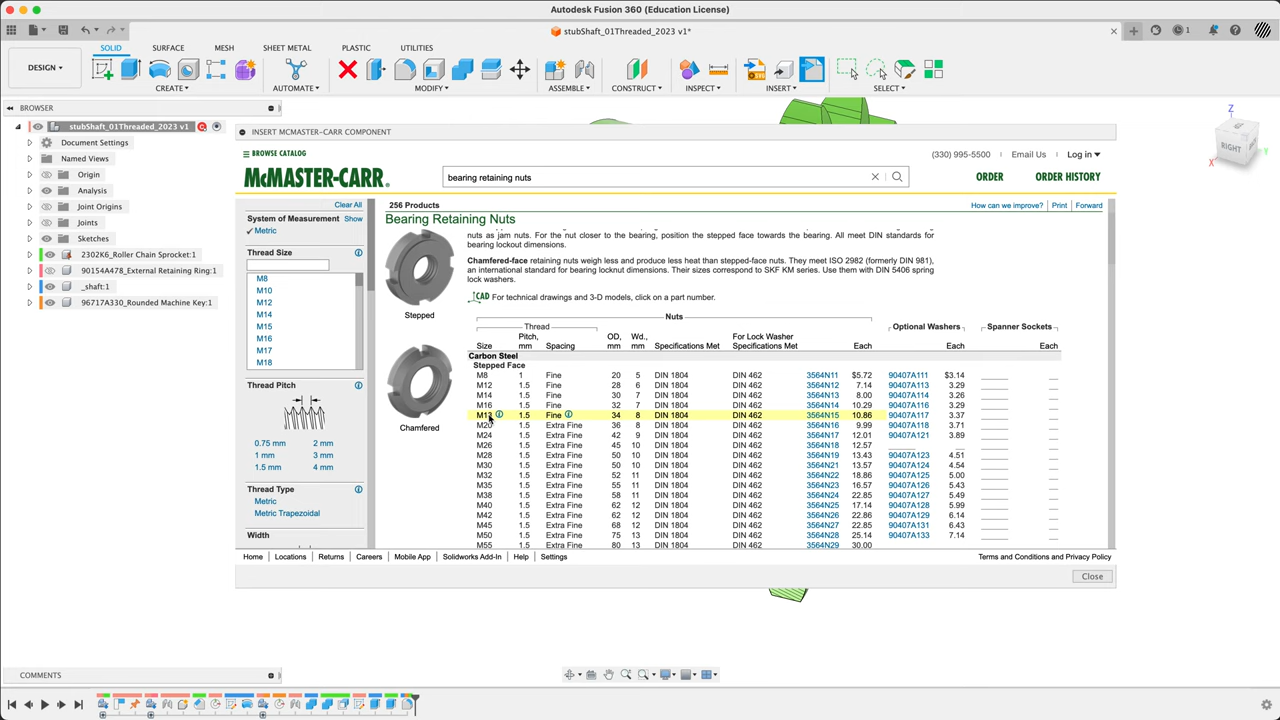 Autodesk Fusion 360 (Education License)
stubShaft_01Threaded_2023 v1*
1
SOLID SURFACE MESH SHEET METAL PLASTIC UTILITIES
DESIGN
CREATE AUTOMATE MODIFY ASSEMBLE CONSTRUCT INSPECT INSERT SELECT
BROWSER
stubShaft_01Threaded_2023 v1
Document Settings
Named Views
Origin
Analysis
Joint Origins
Joints
Sketches
2302K6_Roller Chain Sprocket:1
90154A478_External Retaining Ring:1
_shaft:1
96717A330_Rounded Machine Key:1
Z
RIGHT
X
Y
INSERT MCMASTER-CARR COMPONENT
BROWSE CATALOG
(330) 995-5500 Email Us Log in
McMASTER-CARR.
bearing retaining nuts
ORDER ORDER HISTORY
Clear All
System of Measurement Show
Metric
Thread Size
M8
M10
M12
M14
M15
M16
M17
M18
Thread Pitch
0.75 mm 2 mm
1 mm 3 mm
1.5 mm 4 mm
Thread Type
Metric
Metric Trapezoidal
Width
256 Products
How can we improve? Print Forward
Bearing Retaining Nuts
nuts as jam nuts. For the nut closer to the bearing, position the stepped face towards the bearing. All meet DIN standards for
bearing lockout dimensions.
Chamfered-face retaining nuts weigh less and produce less heat than stepped-face nuts. They meet ISO 2982 (formerly DIN 981),
an international standard for bearing locknut dimensions. Their sizes correspond to SKF KM series. Use them with DIN 5406 spring
lock washers.
CAD For technical drawings and 3-D models, click on a part number.
Stepped
Chamfered
Nuts
Thread Optional Washers Spanner Sockets
Size Pitch, mm Spacing OD, mm Wd., mm Specifications Met For Lock Washer Specifications Met Each Each Each
Carbon Steel
Stepped Face
M8 1 Fine 20 5 DIN 1804 DIN 462 3564N11 $5.72 90407A111 $3.14
M12 1.5 Fine 28 6 DIN 1804 DIN 462 3564N12 7.14 90407A113 3.29
M14 1.5 Fine 30 7 DIN 1804 DIN 462 3564N13 8.00 90407A114 3.26
M16 1.5 Fine 32 7 DIN 1804 DIN 462 3564N14 10.29 90407A116 3.29
1.5 Fine 34 8 DIN 1804 DIN 462 3564N15 10.86 90407A117 3.37
M20 1.5 Extra Fine 36 8 DIN 1804 DIN 462 3564N16 9.99 90407A118 3.71
M24 1.5 Extra Fine 42 9 DIN 1804 DIN 462 3564N17 12.01 90407A121 3.89
M26 1.5 Extra Fine 45 10 DIN 1804 DIN 462 3564N18 12.57
M28 1.5 Extra Fine 50 10 DIN 1804 DIN 462 3564N19 13.43 90407A123 4.51
M30 1.5 Extra Fine 50 10 DIN 1804 DIN 462 3564N21 13.57 90407A124 4.54
M32 1.5 Extra Fine 52 11 DIN 1804 DIN 462 3564N22 18.86 90407A125 5.00
M35 1.5 Extra Fine 55 11 DIN 1804 DIN 462 3564N23 16.57 90407A126 5.43
M38 1.5 Extra Fine 58 11 DIN 1804 DIN 462 3564N24 22.85 90407A127 5.49
M40 1.5 Extra Fine 62 12 DIN 1804 DIN 462 3564N25 17.14 90407A128 5.99
M42 1.5 Extra Fine 62 12 DIN 1804 DIN 462 3564N26 22.86 90407A129 6.14
M45 1.5 Extra Fine 68 12 DIN 1804 DIN 462 3564N27 22.85 90407A131 6.43
M50 1.5 Extra Fine 75 13 DIN 1804 DIN 462 3564N28 25.14 90407A133 7.14
M55 1.5 Extra Fine 80 13 DIN 1804 DIN 462 3564N29 30.00
Home Locations Returns Careers Mobile App Solidworks Add-In Help Settings
Terms and Conditions and Privacy Policy
Close
COMMENTS